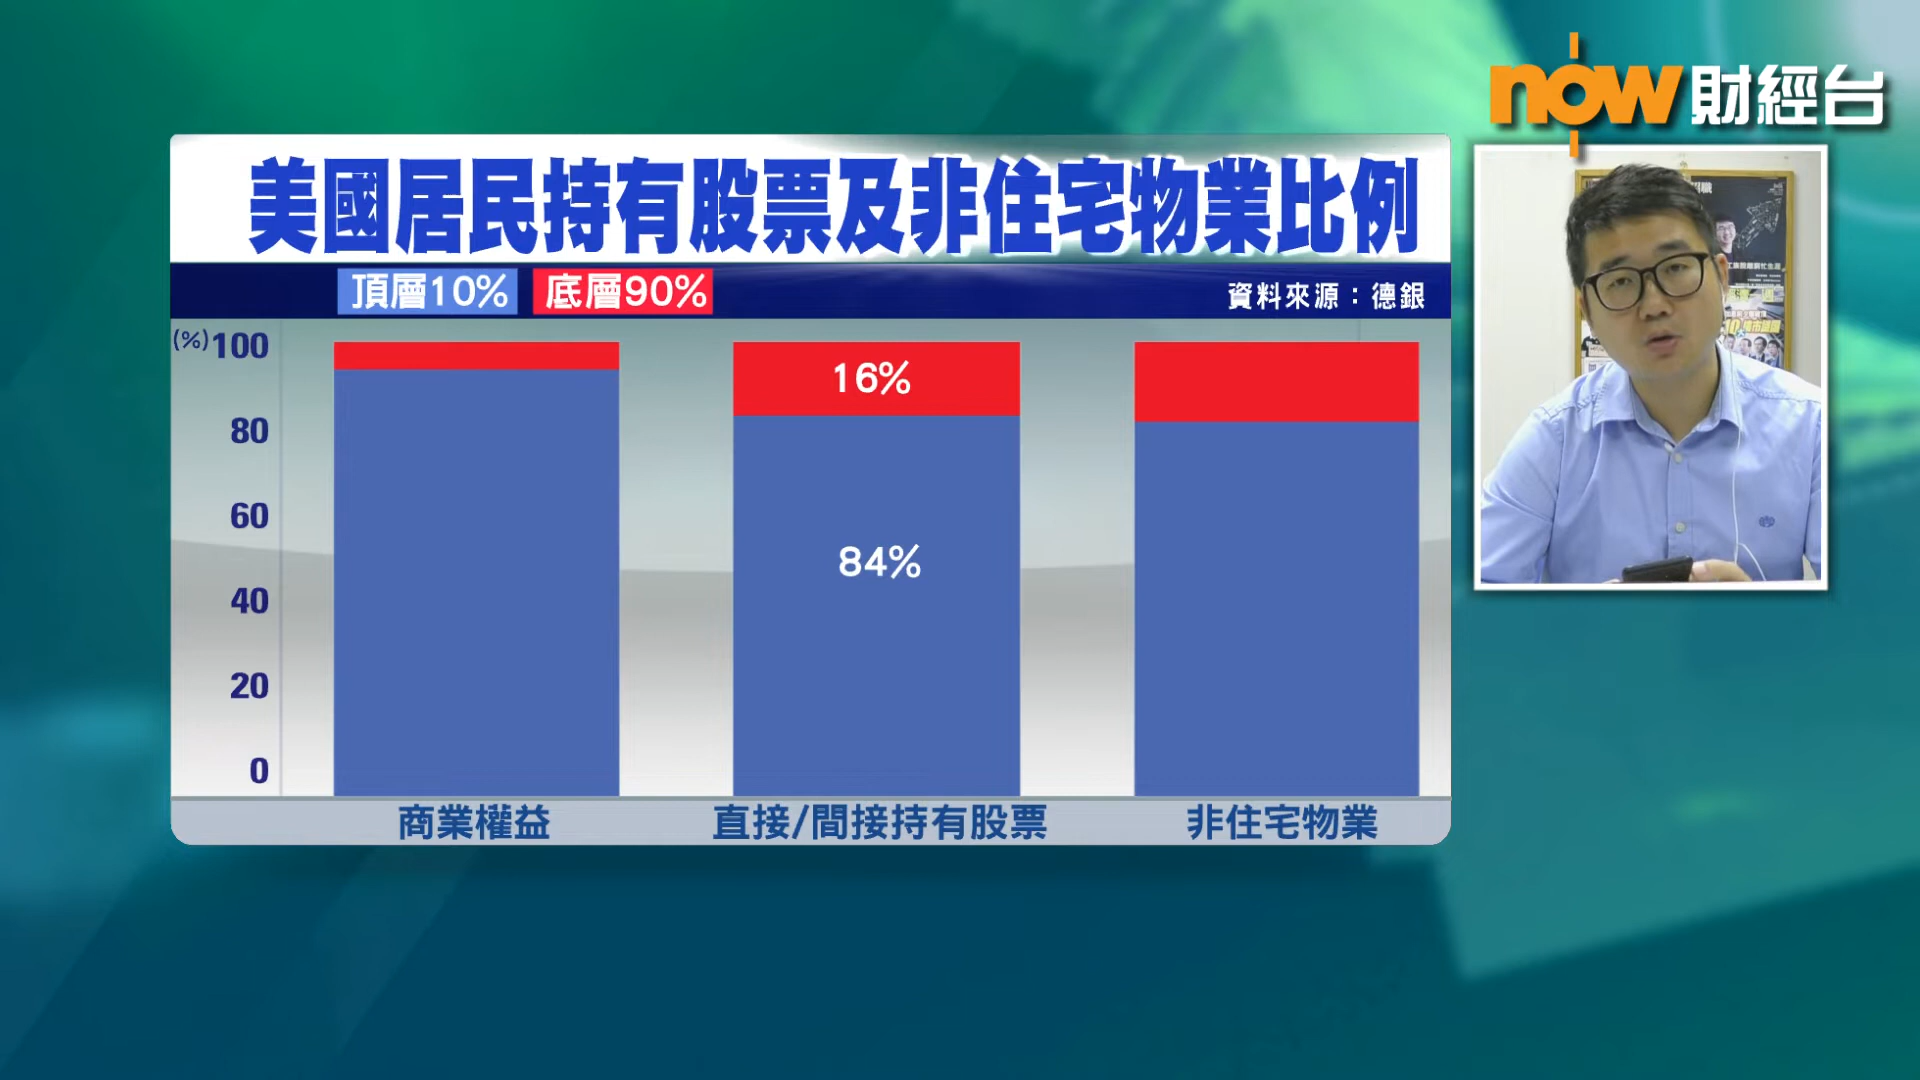 now 財經台
美國居民持有股票及非住宅物業比例
頂層10% 底層90% 資料來源：德銀
(%)
100
80
60
40
20
0
16%
84%
商業權益 直接/間接持有股票 非住宅物業